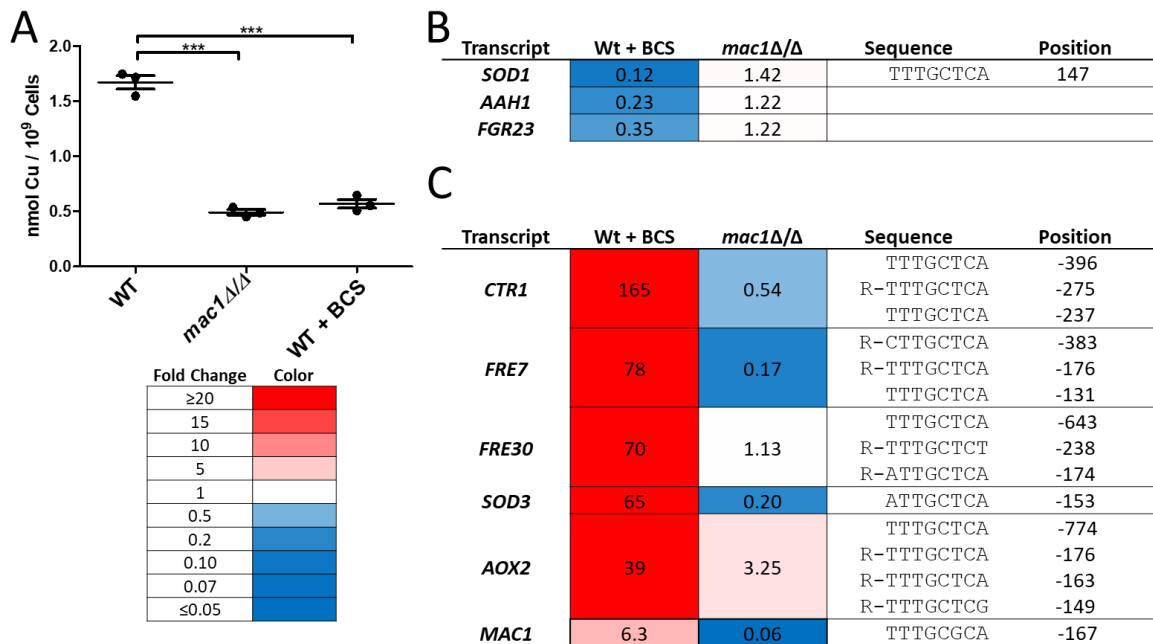 A
*** 
***
2.0
1.5
1.0
0.5
0.0
nmol Cu / 10⁹ Cells
WT
mac1Δ/Δ
WT + BCS
Fold Change Color
≥20
15
10
5
1
0.5
0.2
0.10
0.07
≤0.05
B
Transcript Wt + BCS mac1Δ/Δ Sequence Position
SOD1 0.12 1.42 TTTGCTCA 147
AAH1 0.23 1.22
FGR23 0.35 1.22
C
Transcript Wt + BCS mac1Δ/Δ Sequence Position
TTTGCTCA -396
CTR1 165 0.54 R-TTTGCTCA -275
TTTGCTCA -237
R-CTTGCTCA -383
FRE7 78 0.17 R-TTTGCTCA -176
TTTGCTCA -131
TTTGCTCA -643
FRE30 70 1.13 R-TTTGCTCT -238
R-ATTGCTCA -174
SOD3 65 0.20 ATTGCTCA -153
TTTGCTCA -774
AOX2 39 3.25 R-TTTGCTCA -176
R-TTTGCTCA -163
R-TTTGCTCG -149
MAC1 6.3 0.06 TTTGCGCA -167